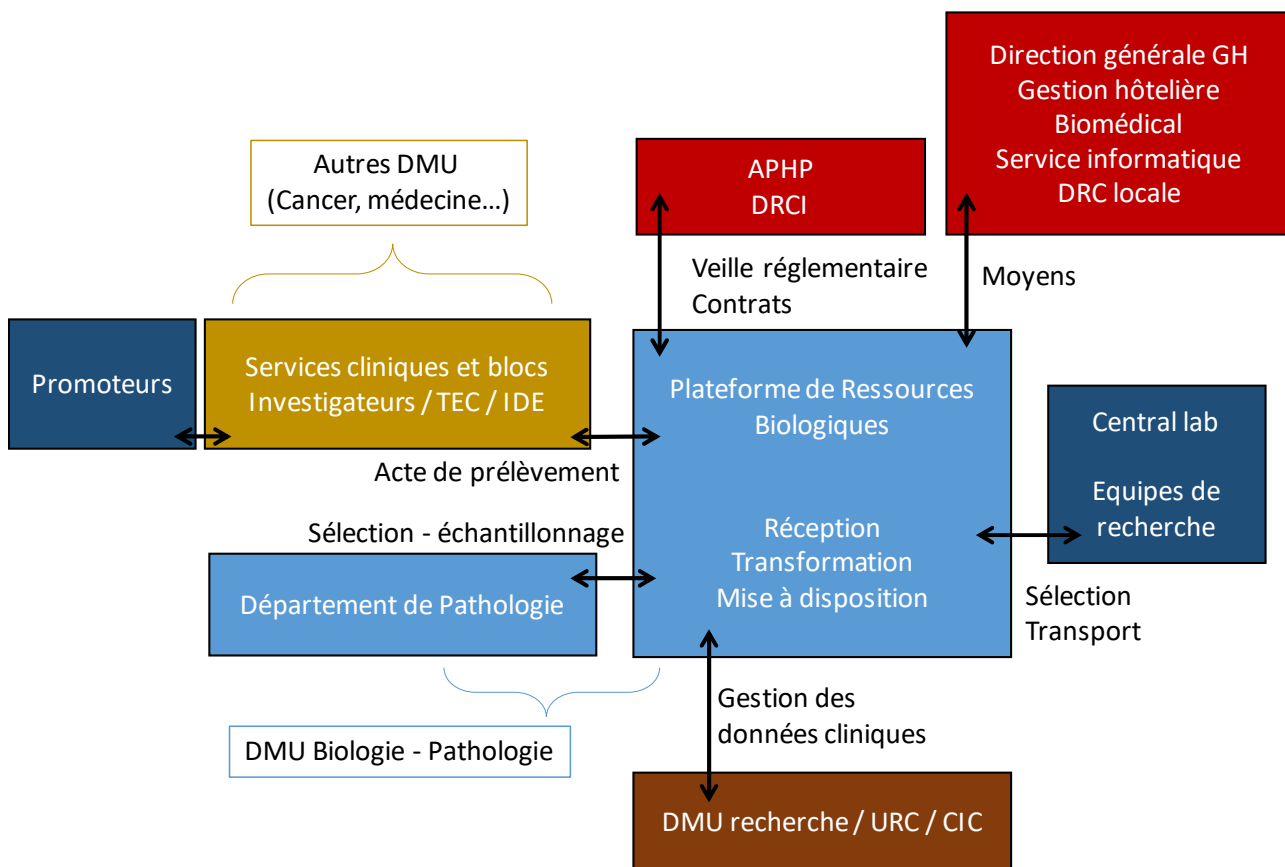 Direction générale GH
Gestion hôtelière
Biomédical
Service informatique
DRC locale
APHP
DRCI
Autres DMU
(Cancer, médecine...)
Veille réglementaire
Contrats
Moyens
Promoteurs
Services cliniques et blocs
Investigateurs / TEC / IDE
Plateforme de Ressources
Biologiques
Central lab
Equipes de
recherche
Acte de prélèvement
Sélection - échantillonnage
Réception
Transformation
Mise à disposition
Département de Pathologie
Sélection
Transport
Gestion des
données cliniques
DMU Biologie - Pathologie
DMU recherche / URC / CIC